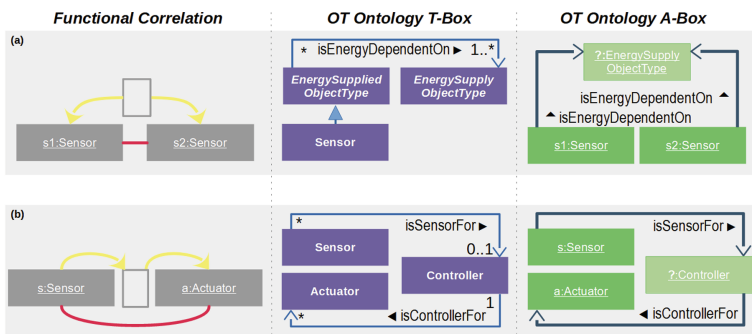 Functional Correlation
OT Ontology T-Box
OT Ontology A-Box
(a)
s1:Sensor
s2:Sensor
* isEnergyDependentOn ► 1..*
EnergySupplied
ObjectType
EnergySupply
ObjectType
Sensor
?:EnergySupply
ObjectType
isEnergyDependentOn
isEnergyDependentOn
s1:Sensor
s2:Sensor
(b)
s:Sensor
a:Actuator
* isSensorFor ►
Sensor
0..1
Actuator
Controller
1
* ◄ isControllerFor
isSensorFor ►
s:Sensor
?:Controller
a:Actuator
◄ isControllerFor